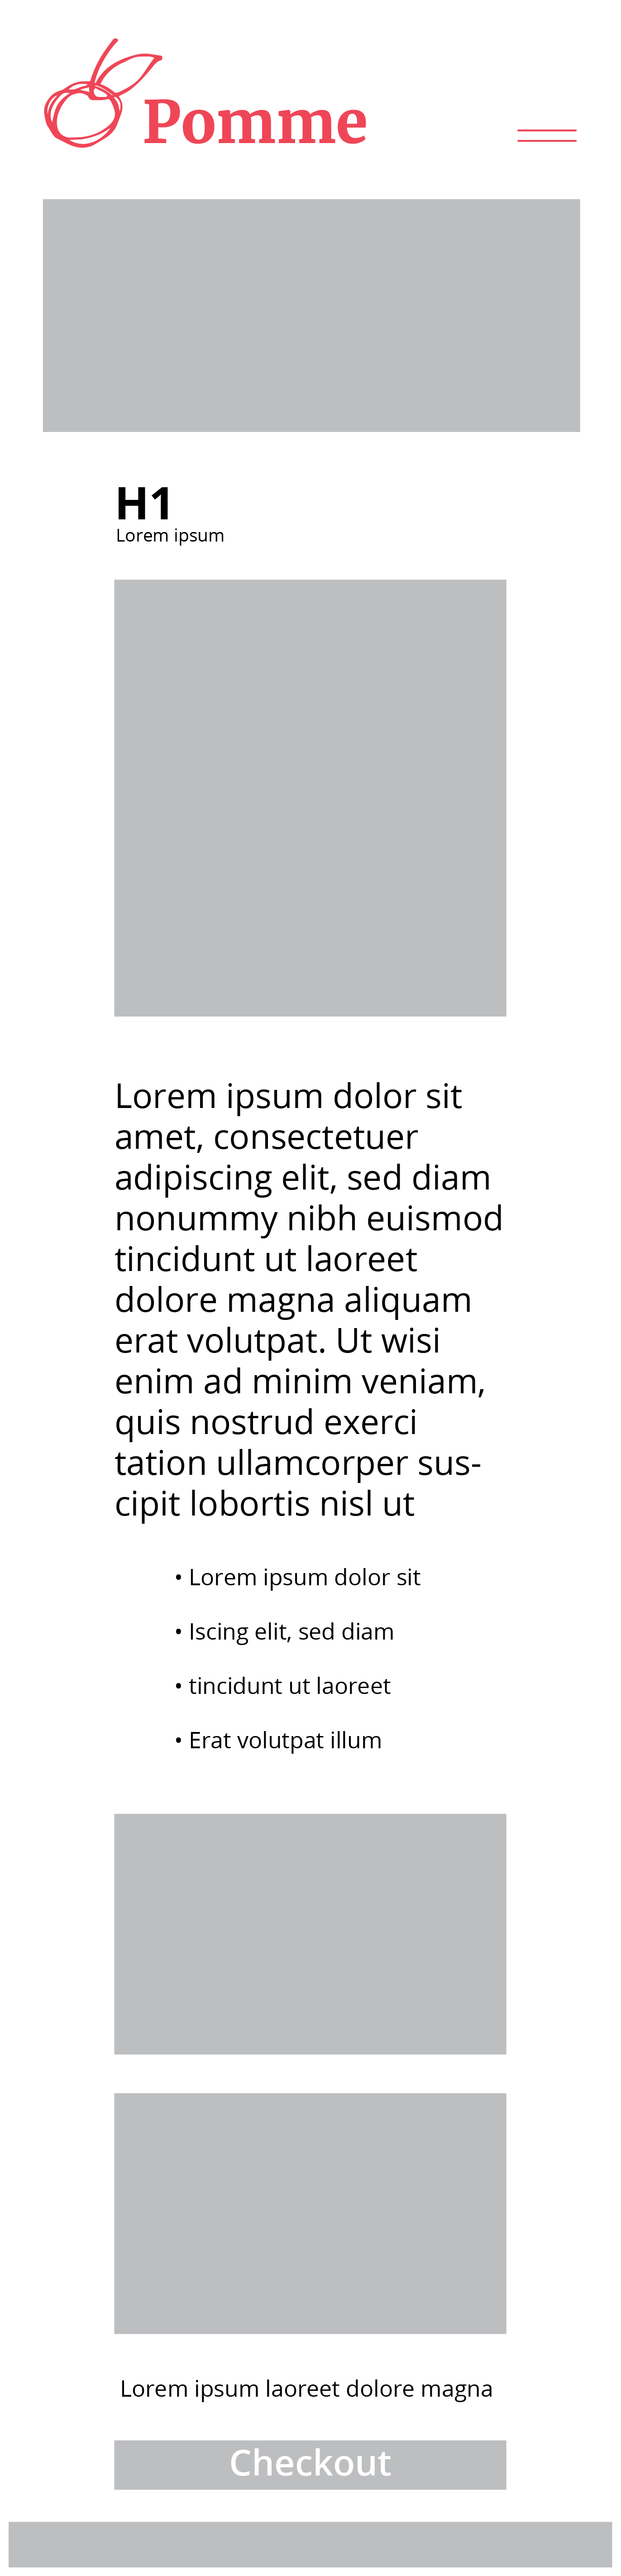 Pomme
H1
Lorem ipsum
Lorem ipsum dolor sit
amet, consectetuer
adipiscing elit, sed diam
nonummy nibh euismod
tincidunt ut laoreet
dolore magna aliquam
erat volutpat. Ut wisi
enim ad minim veniam,
quis nostrud exerci
tation ullamcorper sus-
cipit lobortis nisl ut
• Lorem ipsum dolor sit
• Iscing elit, sed diam
• tincidunt ut laoreet
• Erat volutpat illum
Lorem ipsum laoreet dolore magna
Checkout